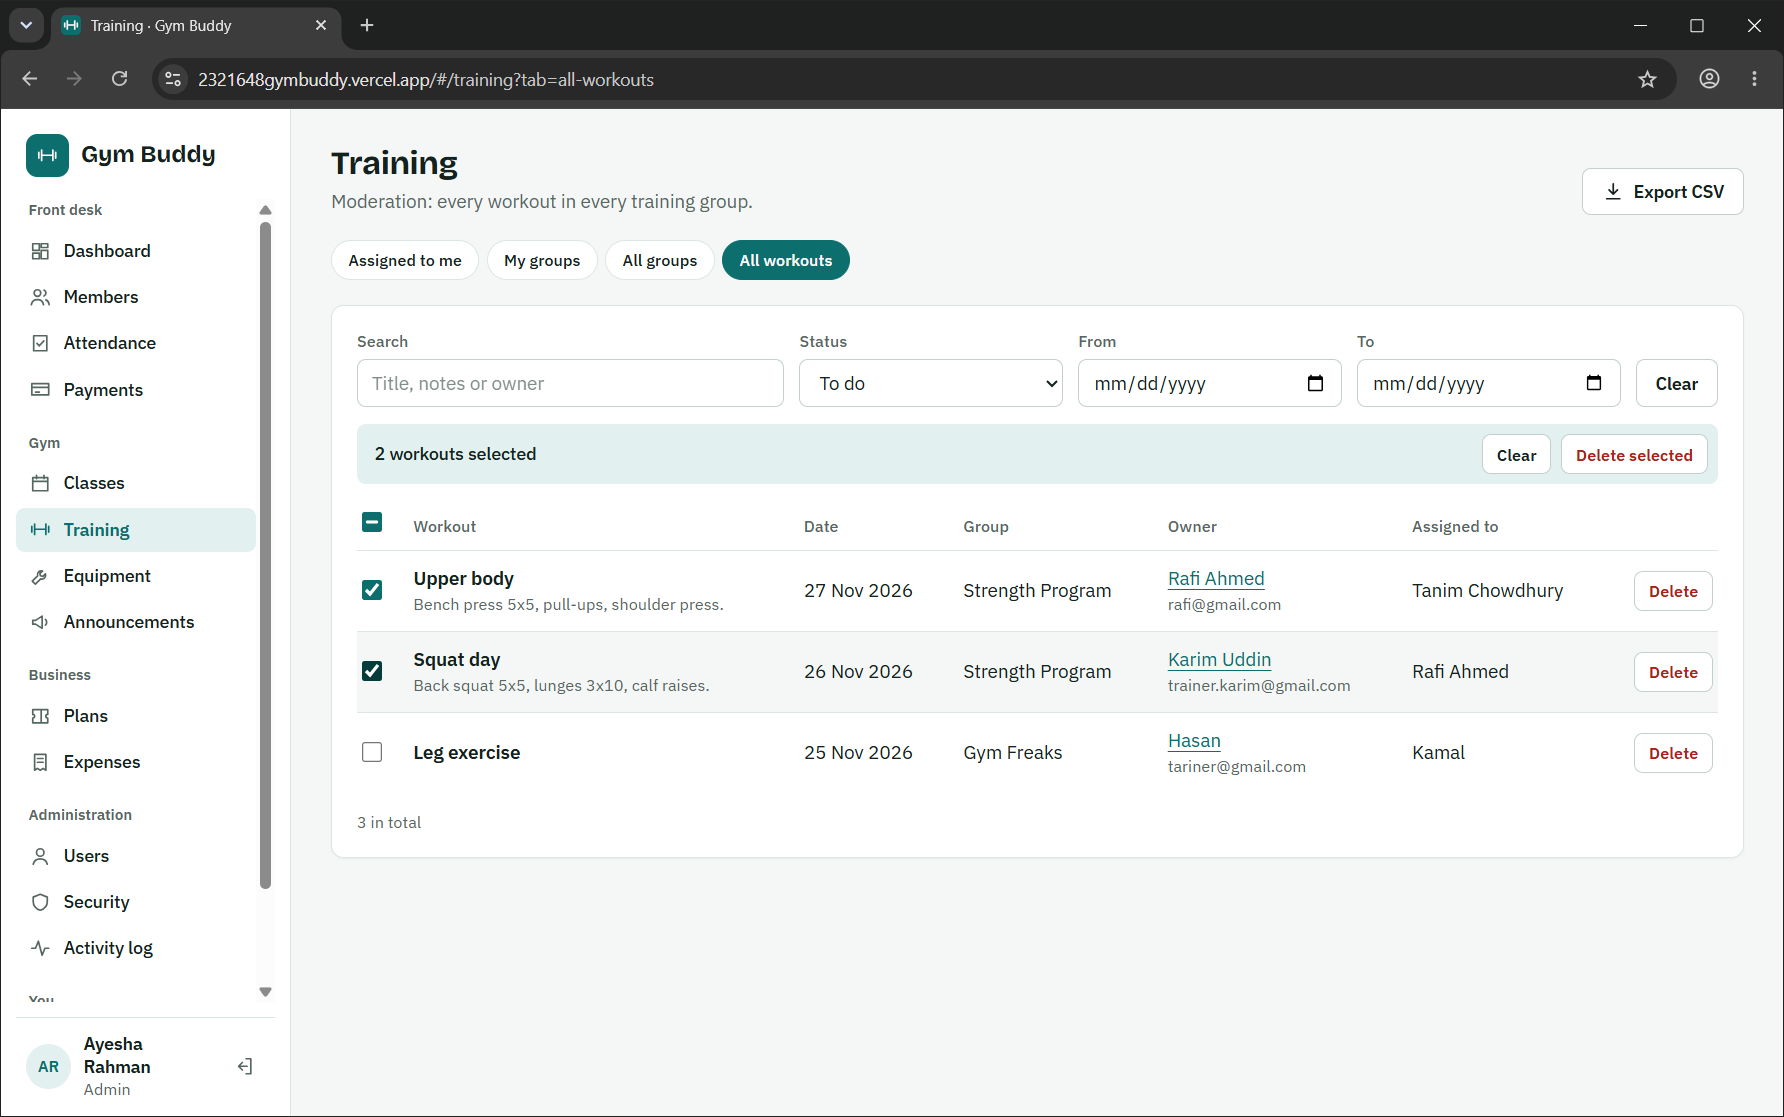 Training · Gym Buddy
2321648gymbuddy.vercel.app/#/training?tab=all-workouts
Gym Buddy
Front desk
Dashboard
Members
Attendance
Payments
Gym
Classes
Training
Equipment
Announcements
Business
Plans
Expenses
Administration
Users
Security
Activity log
You
AR
Ayesha
Rahman
Admin
Training
Moderation: every workout in every training group.
Export CSV
Assigned to me My groups All groups All workouts
Search Status From To
Title, notes or owner To do mm/dd/yyyy mm/dd/yyyy Clear
2 workouts selected Clear Delete selected
Workout Date Group Owner Assigned to
Upper body 27 Nov 2026 Strength Program Rafi Ahmed Tanim Chowdhury Delete
Bench press 5x5, pull-ups, shoulder press. rafi@gmail.com
Squat day 26 Nov 2026 Strength Program Karim Uddin Rafi Ahmed Delete
Back squat 5x5, lunges 3x10, calf raises. trainer.karim@gmail.com
Leg exercise 25 Nov 2026 Gym Freaks Hasan Kamal Delete
tariner@gmail.com
3 in total